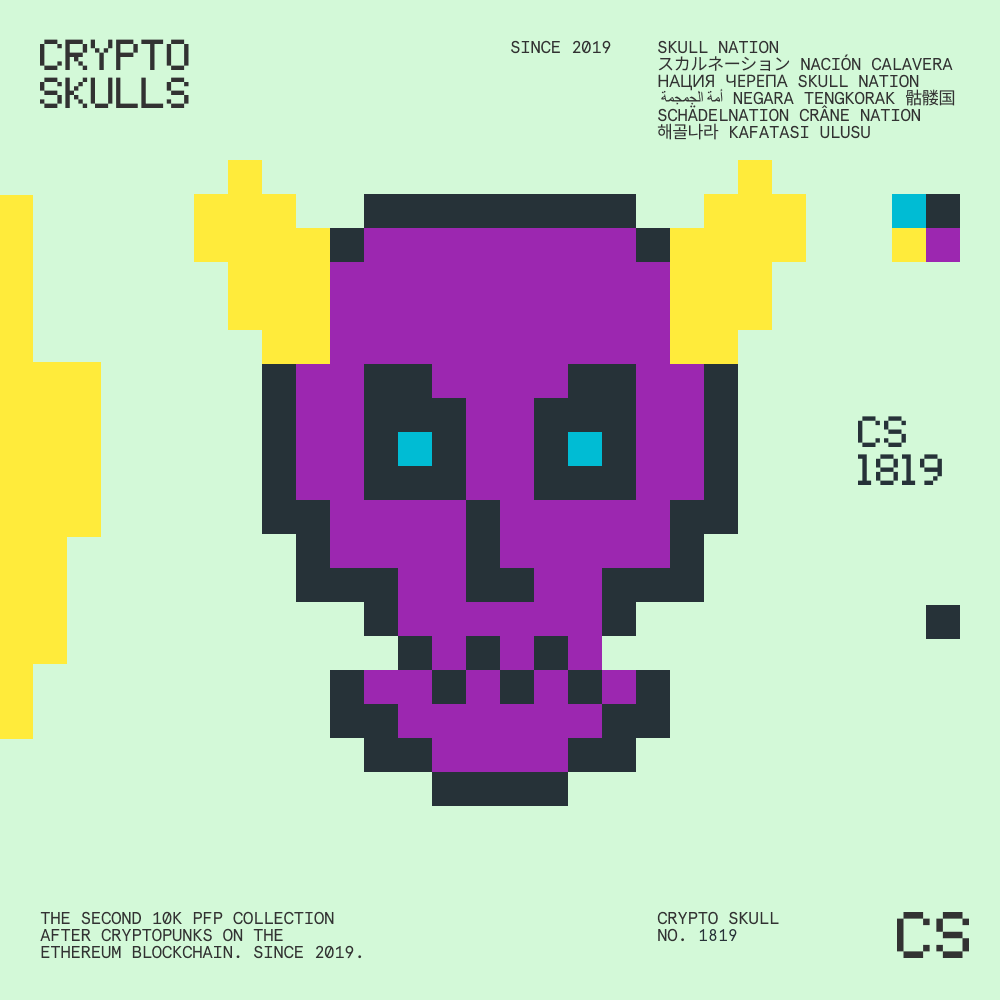 CRYPTO
SKULLS
SINCE 2019
SKULL NATION
スカルネーション NACIÓN CALAVERA
НАЦИЯ ЧЕРЕПА SKULL NATION
أمة الجمجمة NEGARA TENGKORAK 骷髅国
SCHÄDELNATION CRÂNE NATION
해골나라 KAFATASI ULUSU
CS
1819
THE SECOND 10K PFP COLLECTION
AFTER CRYPTOPUNKS ON THE
ETHEREUM BLOCKCHAIN. SINCE 2019.
CRYPTO SKULL
NO. 1819
CS